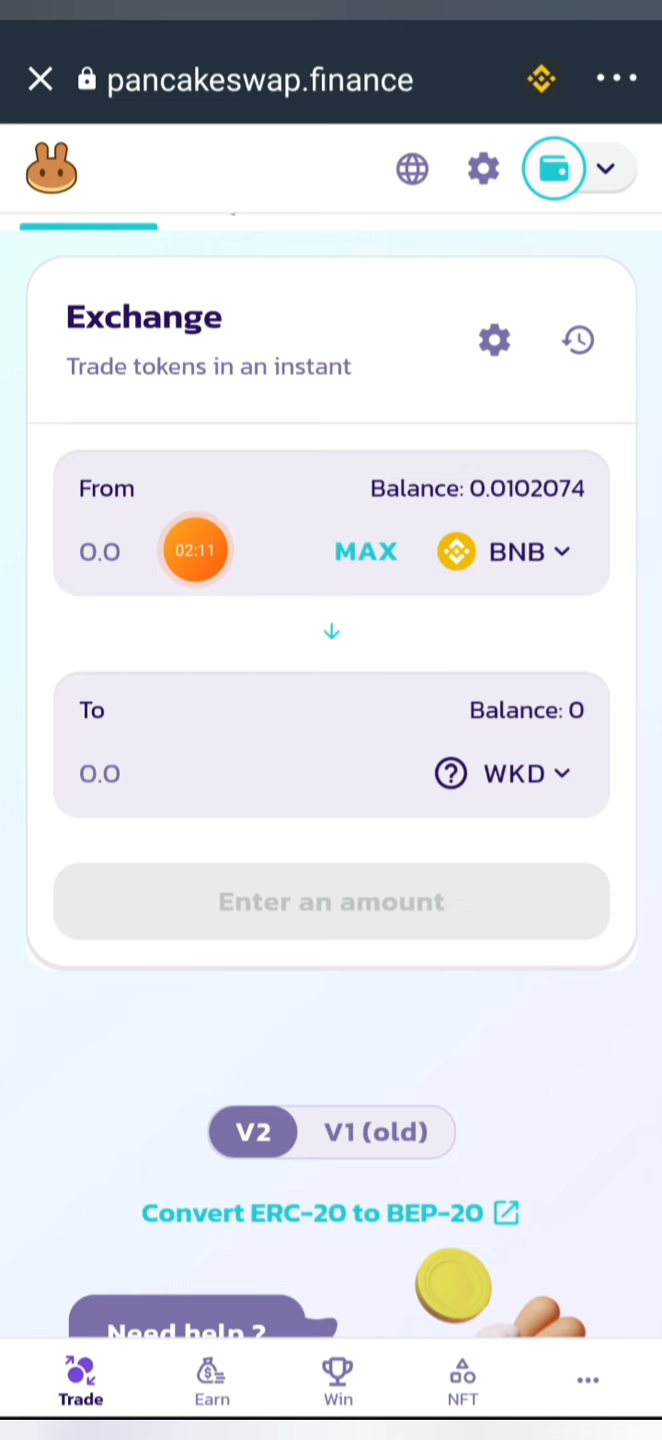 pancakeswap.finance
Exchange
Trade tokens in an instant
From
Balance: 0.0102074
0.0
02:11
MAX
BNB
To
Balance: 0
0.0
WKD
Enter an amount
V2
V1 (old)
Convert ERC-20 to BEP-20
Need help ?
Trade
Earn
Win
NFT